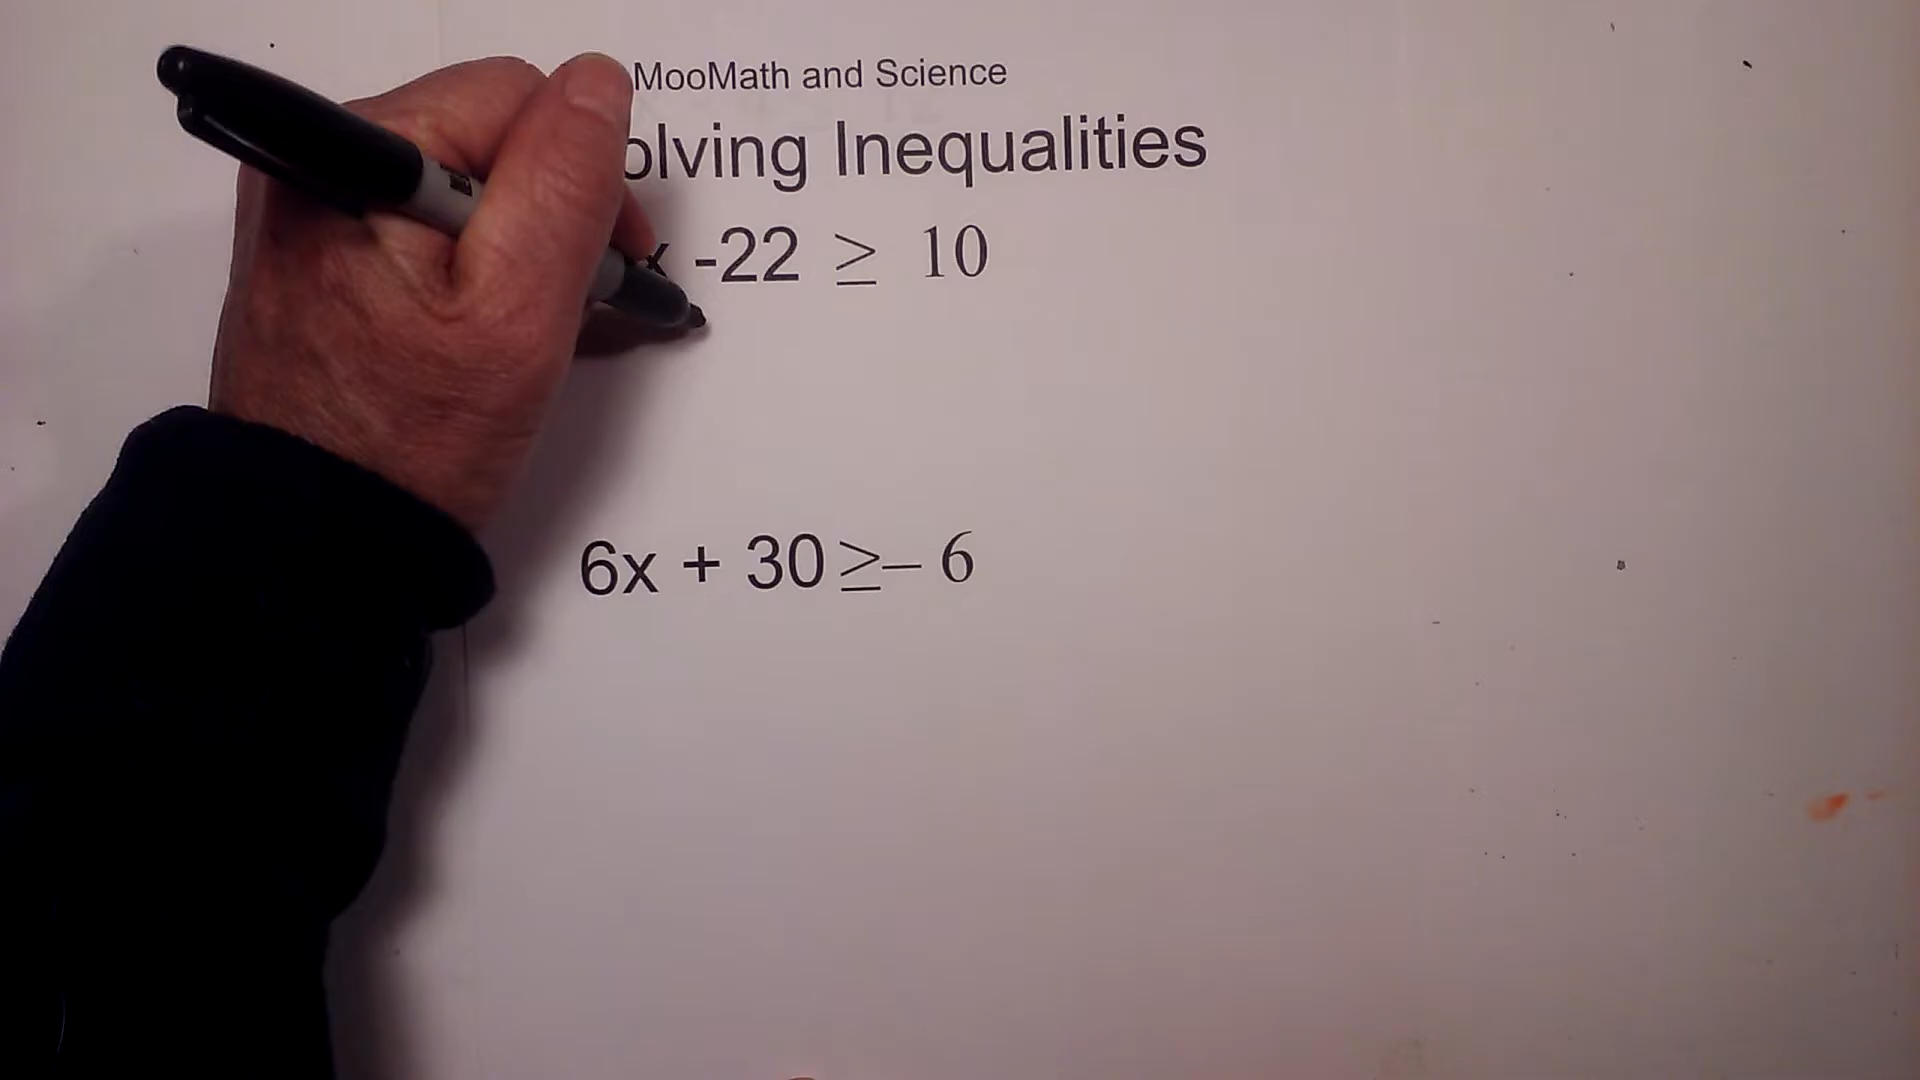 MooMath and Science
olving Inequalities
x -22 ≥ 10
6x + 30 ≥ – 6